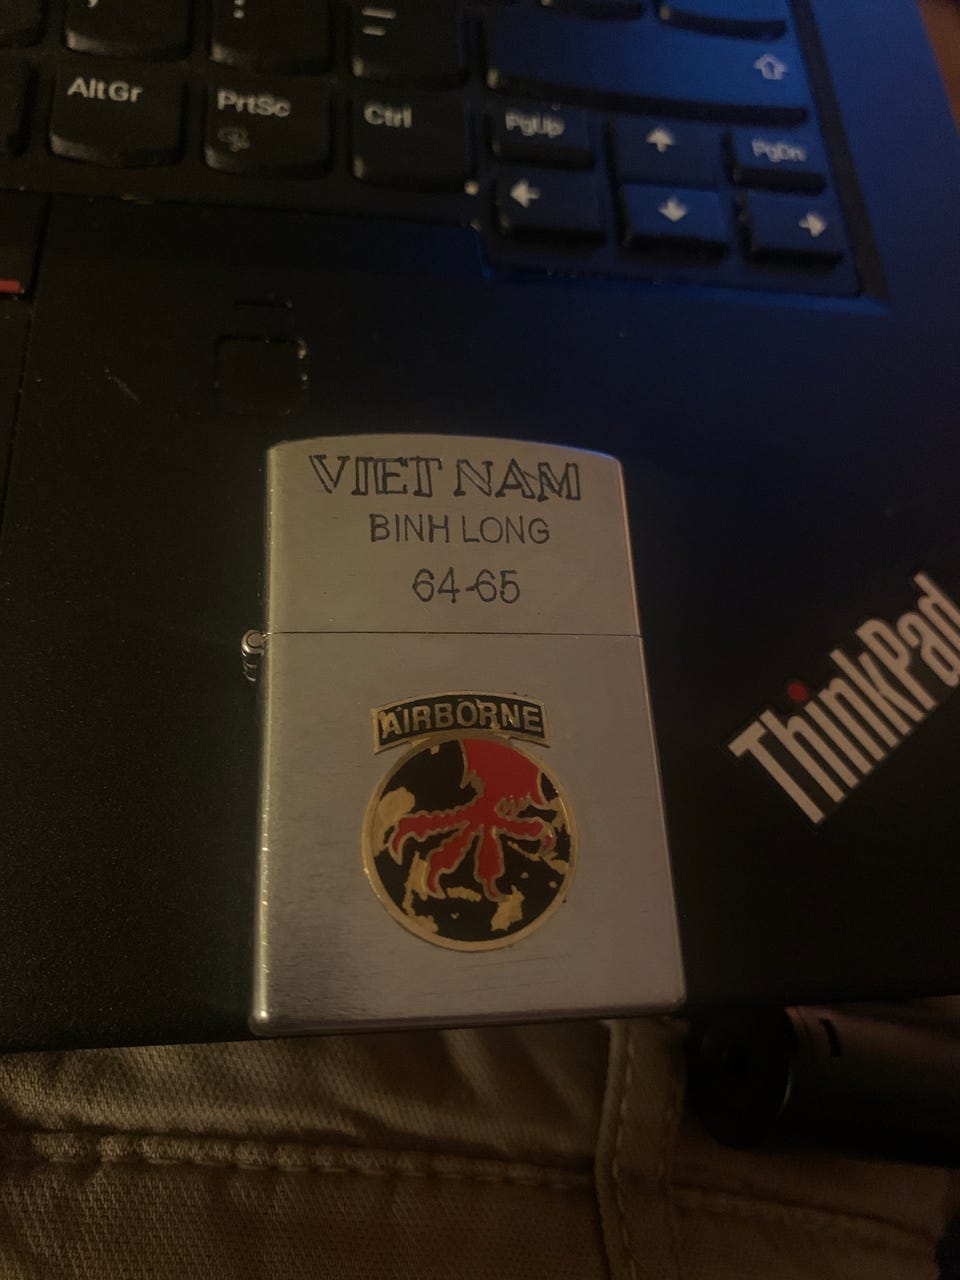 AltGr
PrtSc
Ctrl
PgUp
PgDn
VIET NAM
BINH LONG
64-65
AIRBORNE
ThinkPad